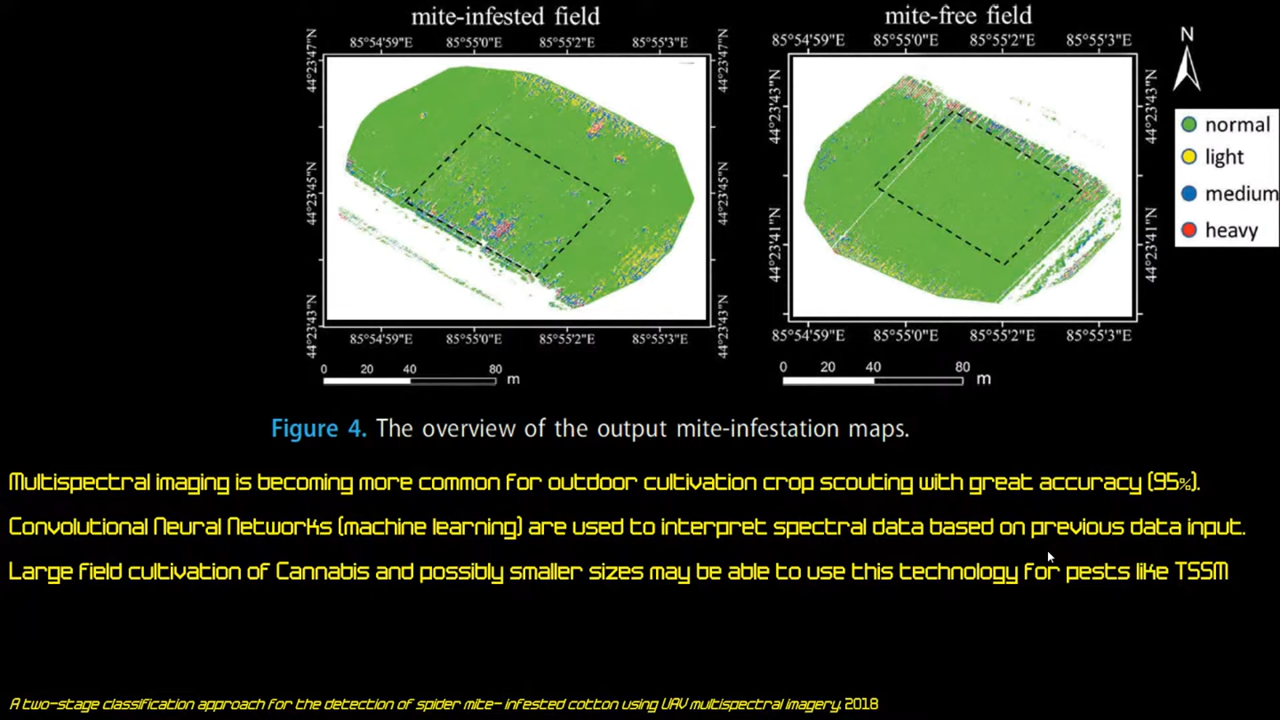 mite-infested field
mite-free field
85°54'59"E 85°55'0"E 85°55'2"E 85°55'3"E
85°54'59"E 85°55'0"E 85°55'2"E 85°55'3"E
N
44°23'47"N
44°23'45"N
44°23'43"N
44°23'47"N
44°23'45"N
44°23'43"N
44°23'43"N
44°23'41"N
44°23'43"N
44°23'41"N
normal
light
medium
heavy
85°54'59"E 85°55'0"E 85°55'2"E 85°55'3"E
85°54'59"E 85°55'0"E 85°55'2"E 85°55'3"E
0 20 40 80 m
0 20 40 80 m
Figure 4. The overview of the output mite-infestation maps.
Multispectral imaging is becoming more common for outdoor cultivation crop scouting with great accuracy (95%).
Convolutional Neural Networks (machine learning) are used to interpret spectral data based on previous data input.
Large field cultivation of Cannabis and possibly smaller sizes may be able to use this technology for pests like TSSM
A two-stage classification approach for the detection of spider mite- infested cotton using UAV multispectral imagery. 2018